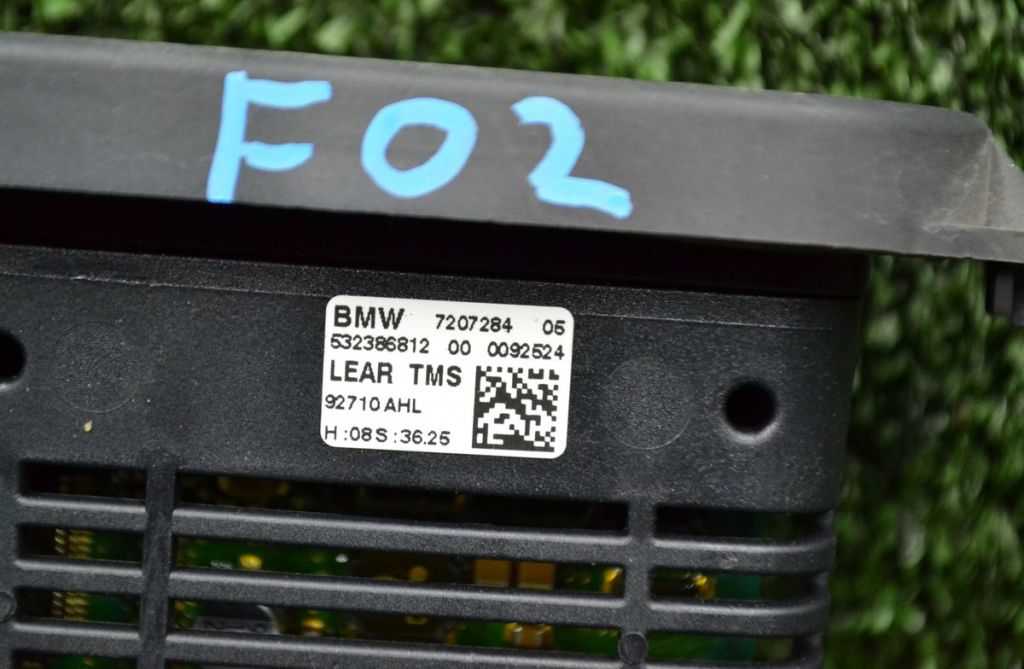 F02
BMW 7207284 05
532386812 00 0092524
LEAR TMS
92710 AHL
H :08 S :36.25